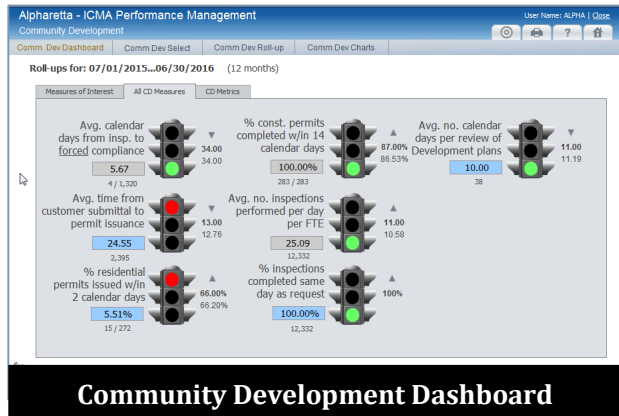 Alpharetta - ICMA Performance Management
User Name: ALPHA | Close
Community Development
?
Comm Dev Dashboard Comm Dev Select Comm Dev Roll-up Comm Dev Charts
Roll-ups for: 07/01/2015...06/30/2016 (12 months)
Measures of Interest All CD Measures CD Metrics
Avg. calendar
days from insp. to
forced compliance
5.67
4 / 1,320
34.00
34.00
% const. permits
completed w/in 14
calendar days
100.00%
283 / 283
87.00%
86.53%
Avg. no. calendar
days per review of
Development plans
10.00
38
11.00
11.19
Avg. time from
customer submittal to
permit issuance
24.55
2,395
13.00
12.76
Avg. no. inspections
performed per day
per FTE
25.09
12,332
11.00
10.58
% residential
permits issued w/in
2 calendar days
5.51%
15 / 272
66.00%
66.20%
% inspections
completed same
day as request
100.00%
12,332
100%
Community Development Dashboard